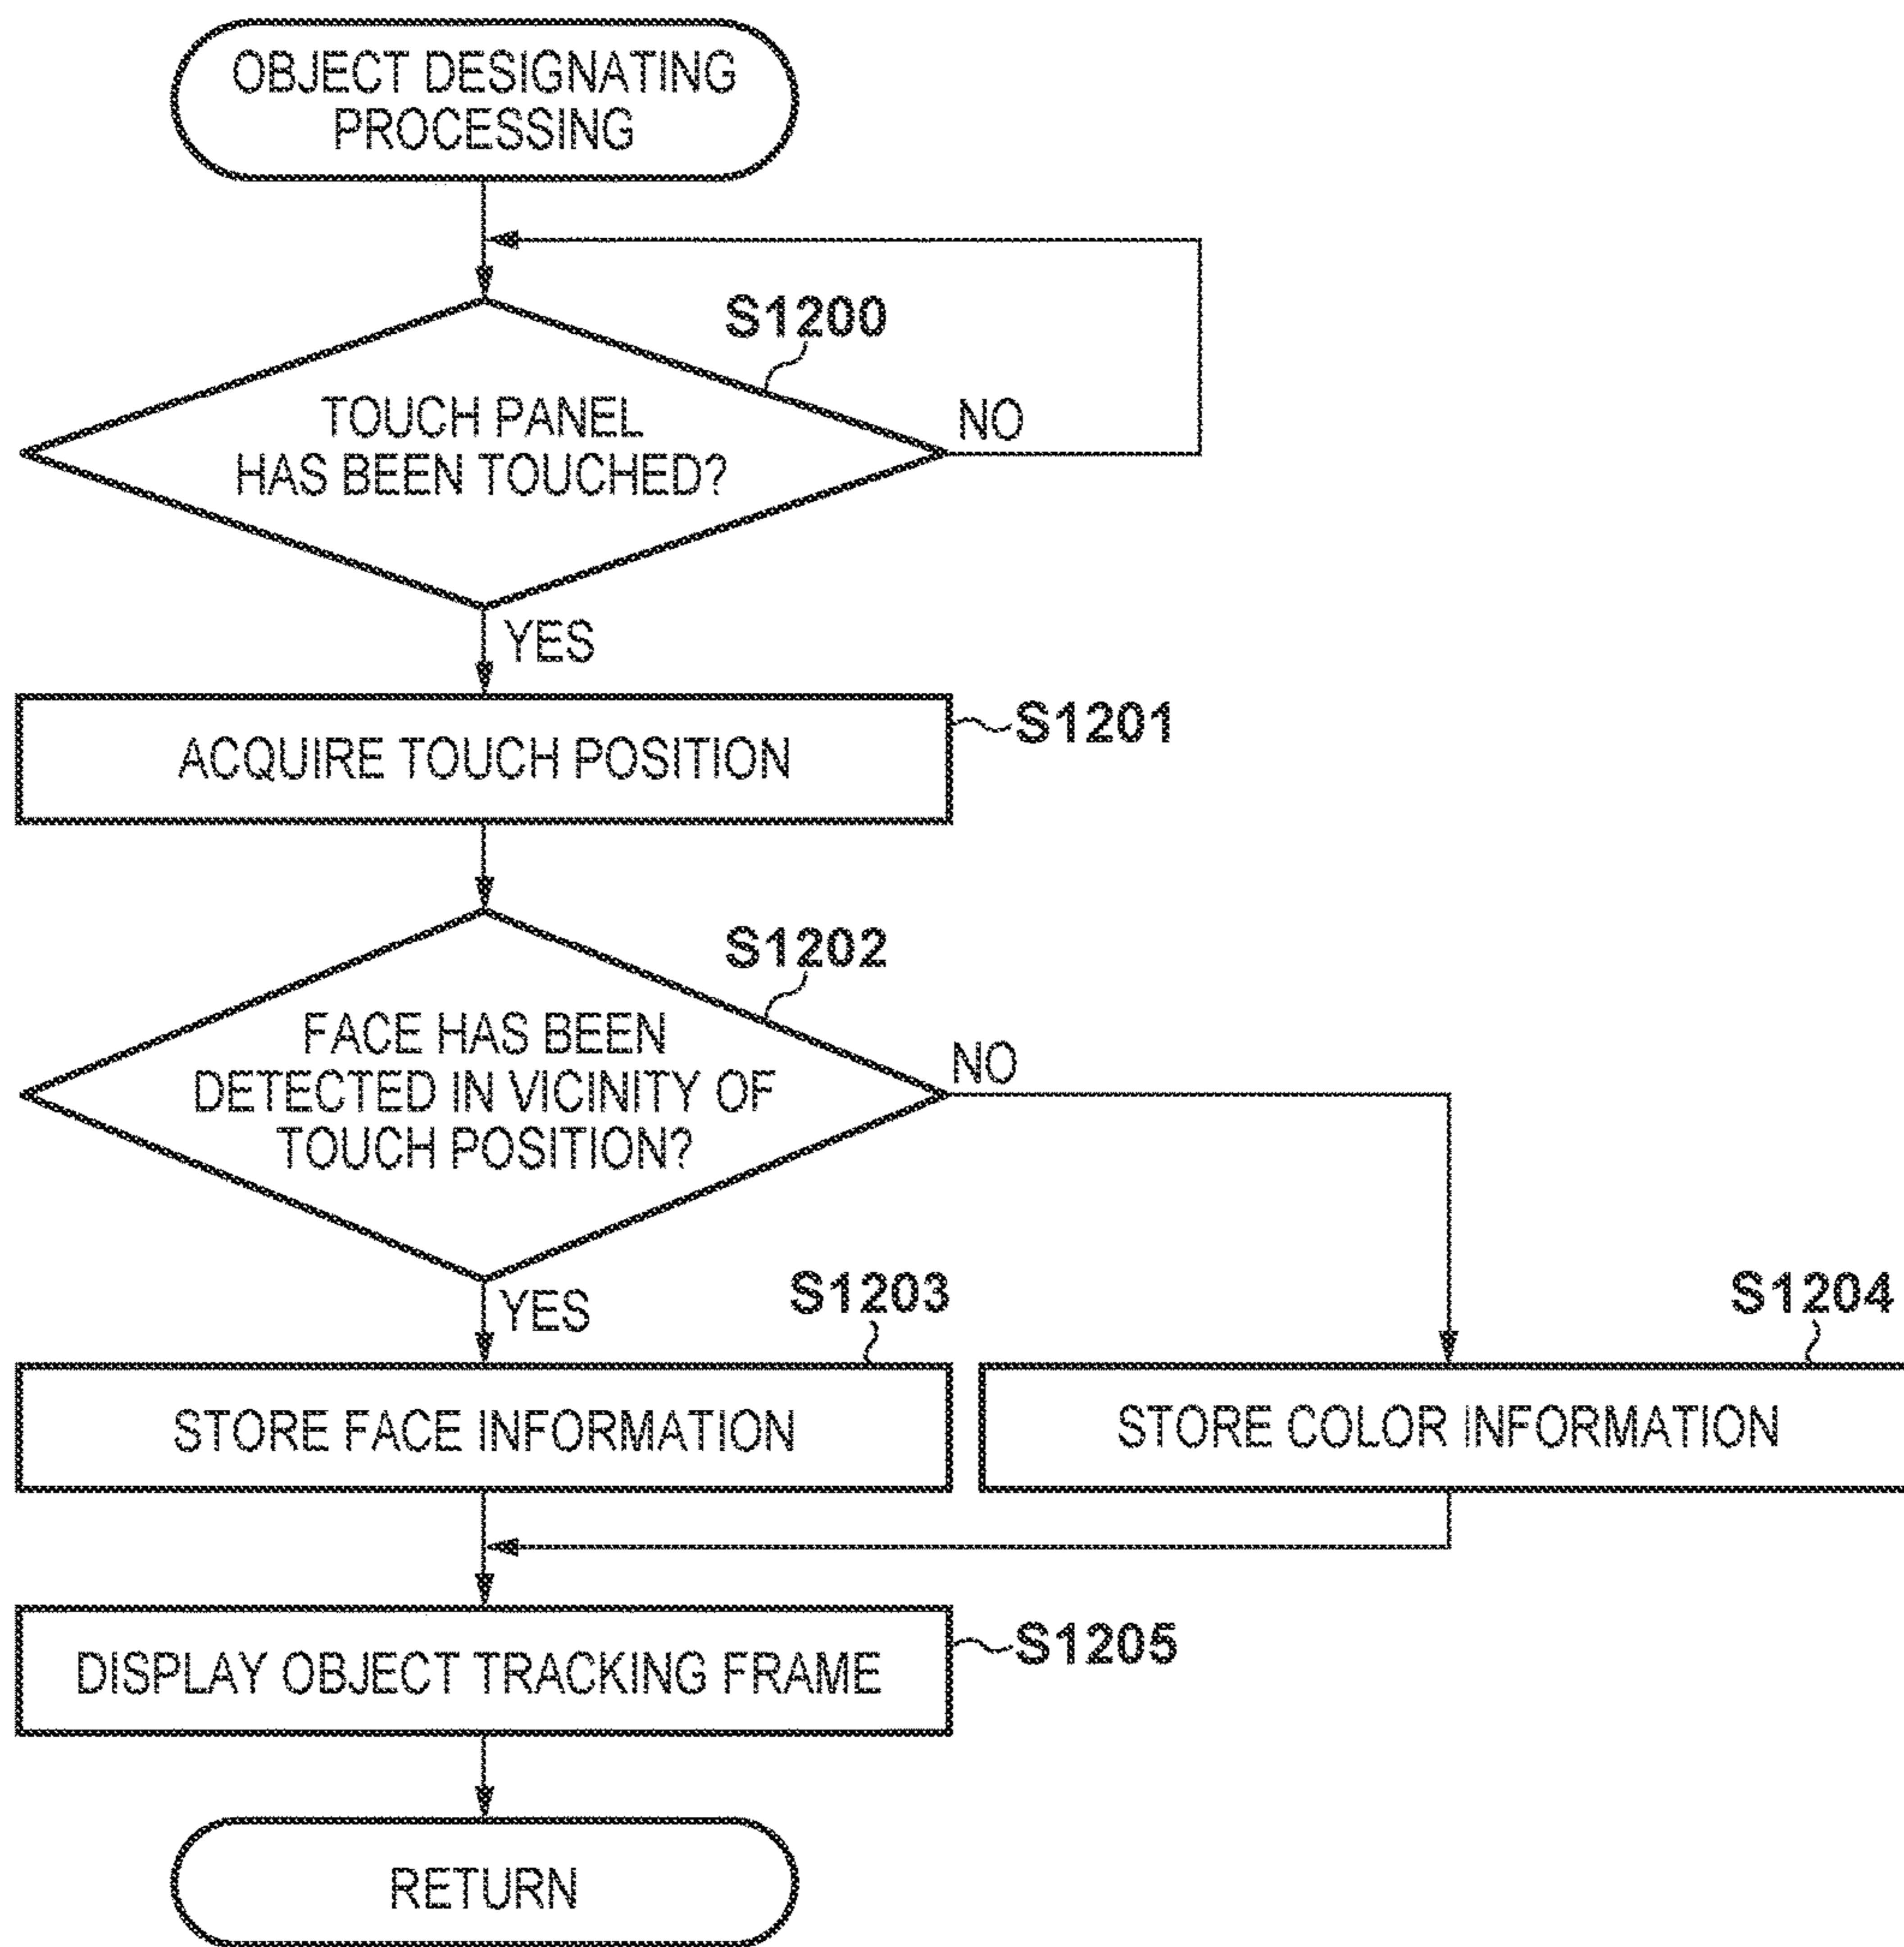 OBJECT DESIGNATING
PROCESSING
S1200
TOUCH PANEL
HAS BEEN TOUCHED?
NO
YES
ACQUIRE TOUCH POSITION
S1201
S1202
FACE HAS BEEN
DETECTED IN VICINITY OF
TOUCH POSITION?
NO
YES
S1203
S1204
STORE FACE INFORMATION
STORE COLOR INFORMATION
DISPLAY OBJECT TRACKING FRAME
S1205
RETURN